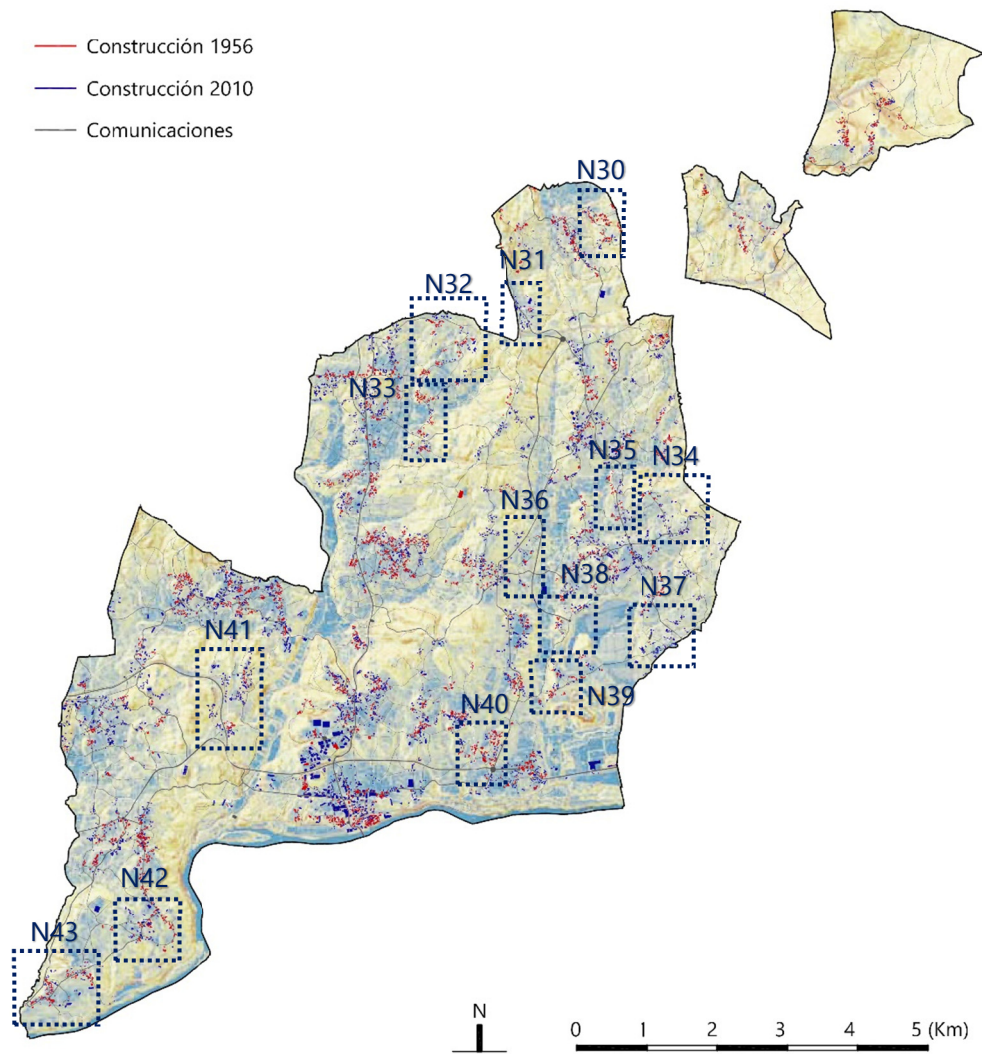 Construcción 1956
Construcción 2010
Comunicaciones
N30
N31
N32
N33
N35
N34
N36
N38
N37
N41
N39
N40
N42
N43
N
0 1 2 3 4 5 (Km)